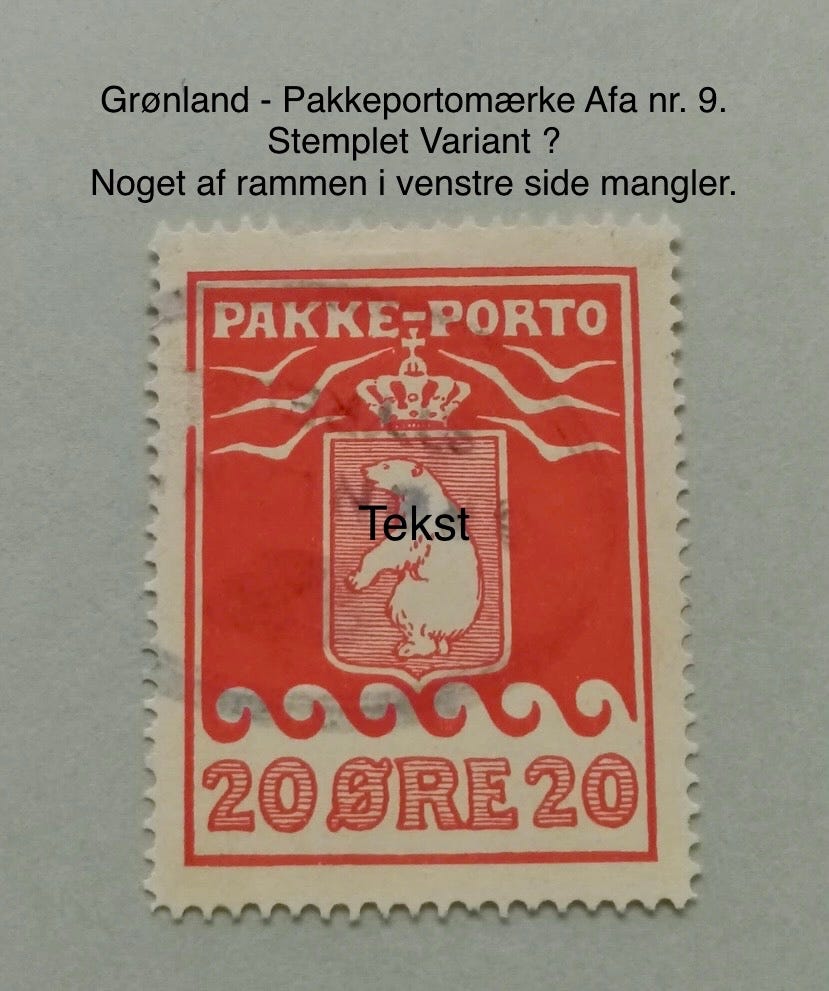 Grønland - Pakkeportomærke Afa nr. 9.
Stemplet Variant ?
Noget af rammen i venstre side mangler.
PAKKE-PORTO
Tekst
20 ØRE 20